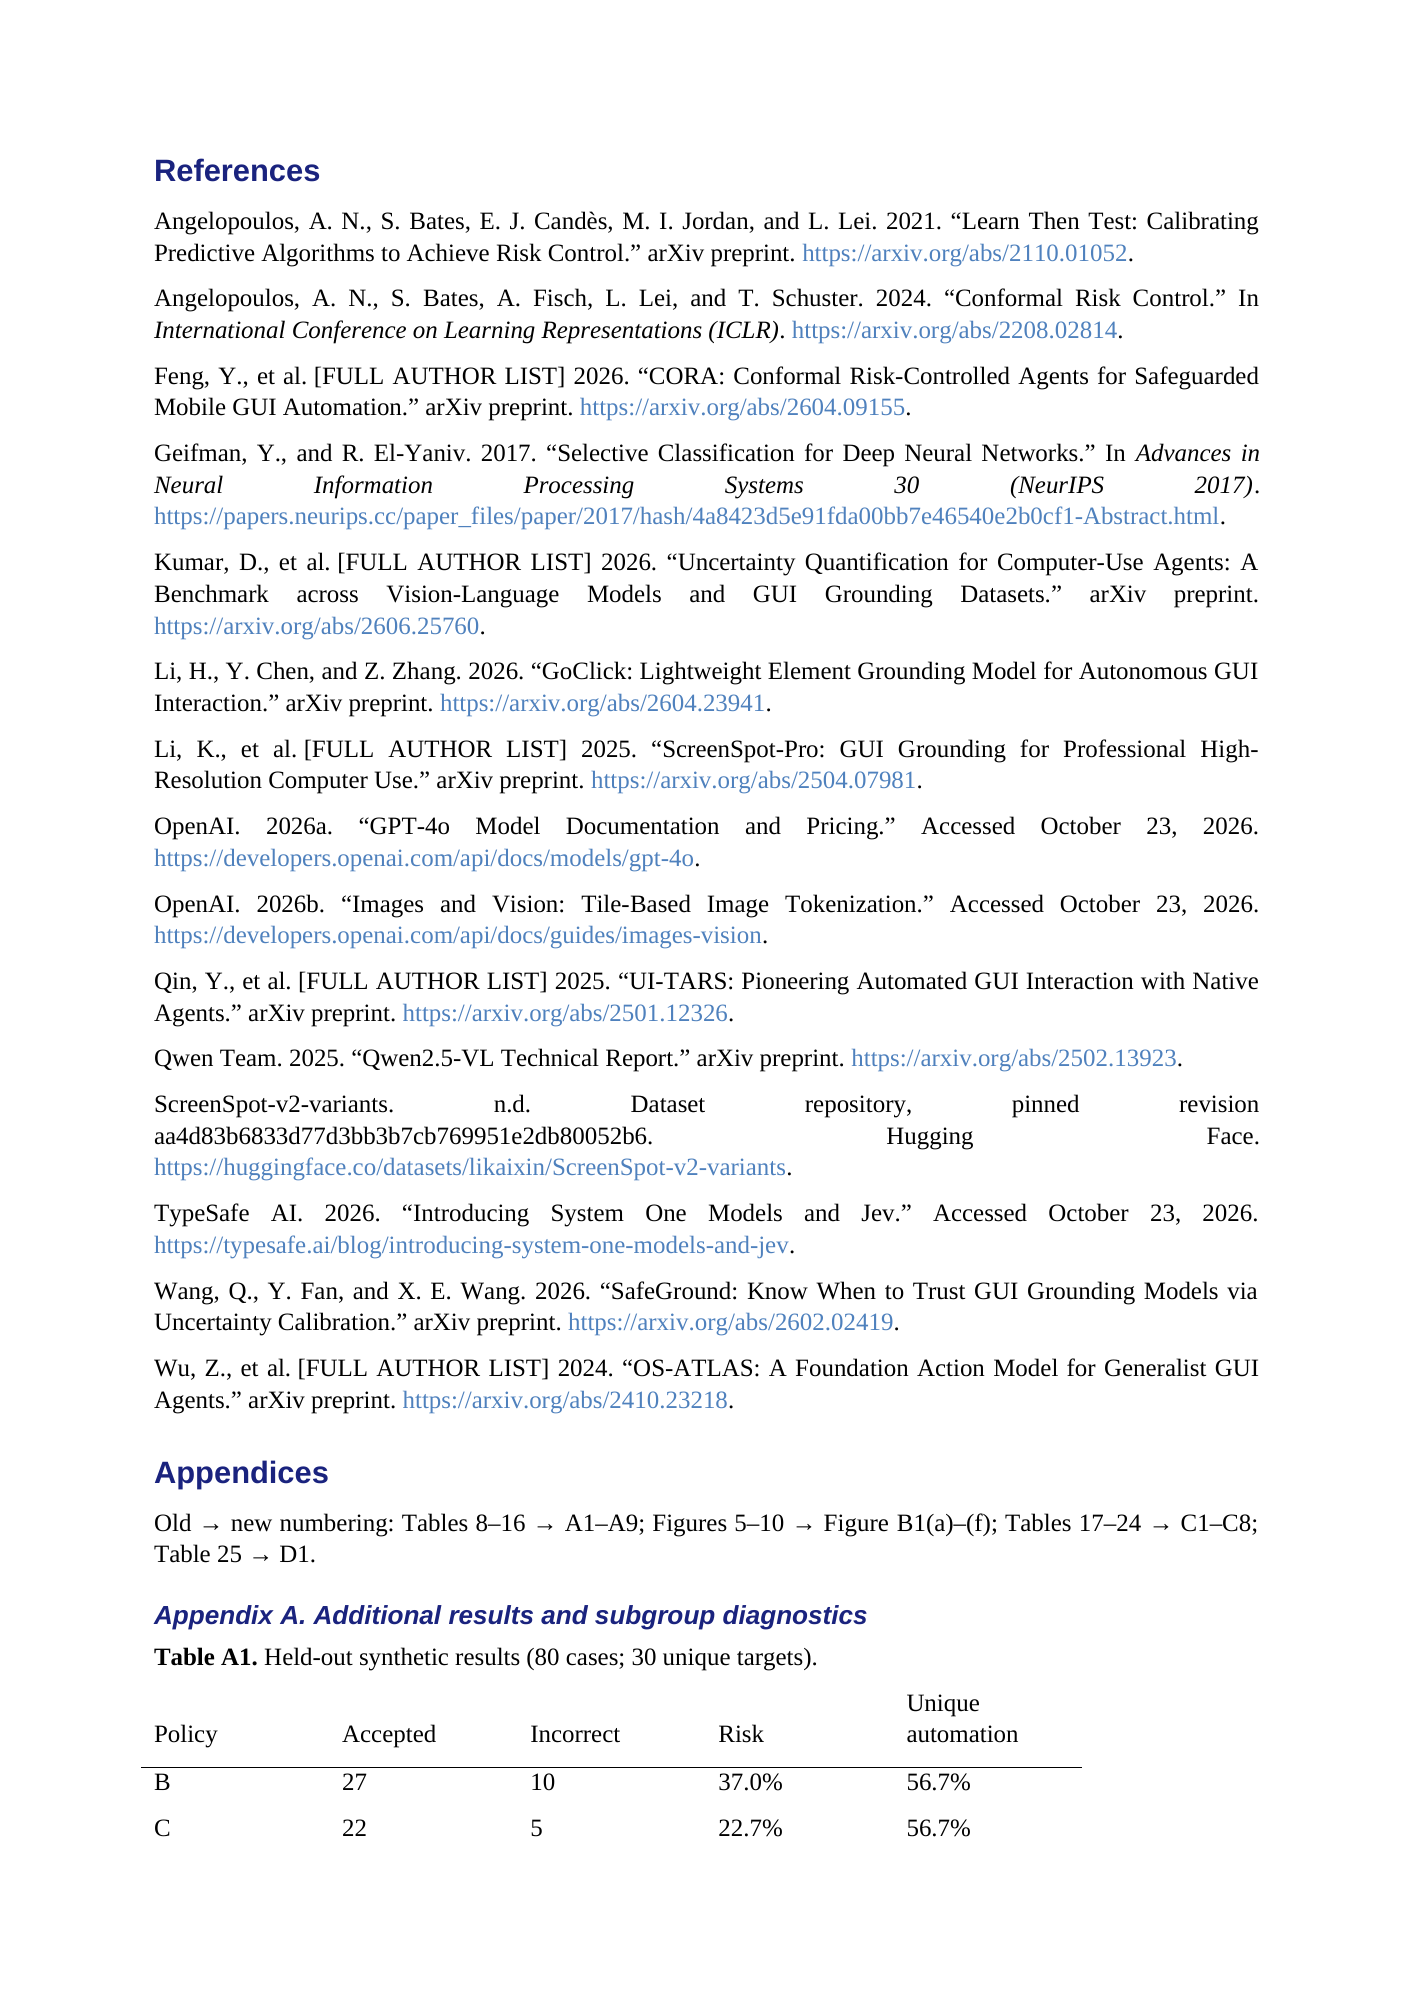 References
Angelopoulos, A. N., S. Bates, E. J. Candès, M. I. Jordan, and L. Lei. 2021. “Learn Then Test: Calibrating
Predictive Algorithms to Achieve Risk Control.” arXiv preprint. https://arxiv.org/abs/2110.01052.
Angelopoulos, A. N., S. Bates, A. Fisch, L. Lei, and T. Schuster. 2024. “Conformal Risk Control.” In
International Conference on Learning Representations (ICLR). https://arxiv.org/abs/2208.02814.
Feng, Y., et al. [FULL AUTHOR LIST] 2026. “CORA: Conformal Risk-Controlled Agents for Safeguarded
Mobile GUI Automation.” arXiv preprint. https://arxiv.org/abs/2604.09155.
Geifman, Y., and R. El-Yaniv. 2017. “Selective Classification for Deep Neural Networks.” In Advances in
Neural Information Processing Systems 30 (NeurIPS 2017).
https://papers.neurips.cc/paper_files/paper/2017/hash/4a8423d5e91fda00bb7e46540e2b0cf1-Abstract.html.
Kumar, D., et al. [FULL AUTHOR LIST] 2026. “Uncertainty Quantification for Computer-Use Agents: A
Benchmark across Vision-Language Models and GUI Grounding Datasets.” arXiv preprint.
https://arxiv.org/abs/2606.25760.
Li, H., Y. Chen, and Z. Zhang. 2026. “GoClick: Lightweight Element Grounding Model for Autonomous GUI
Interaction.” arXiv preprint. https://arxiv.org/abs/2604.23941.
Li, K., et al. [FULL AUTHOR LIST] 2025. “ScreenSpot-Pro: GUI Grounding for Professional High-
Resolution Computer Use.” arXiv preprint. https://arxiv.org/abs/2504.07981.
OpenAI. 2026a. “GPT-4o Model Documentation and Pricing.” Accessed October 23, 2026.
https://developers.openai.com/api/docs/models/gpt-4o.
OpenAI. 2026b. “Images and Vision: Tile-Based Image Tokenization.” Accessed October 23, 2026.
https://developers.openai.com/api/docs/guides/images-vision.
Qin, Y., et al. [FULL AUTHOR LIST] 2025. “UI-TARS: Pioneering Automated GUI Interaction with Native
Agents.” arXiv preprint. https://arxiv.org/abs/2501.12326.
Qwen Team. 2025. “Qwen2.5-VL Technical Report.” arXiv preprint. https://arxiv.org/abs/2502.13923.
ScreenSpot-v2-variants. n.d. Dataset repository, pinned revision
aa4d83b6833d77d3bb3b7cb769951e2db80052b6. Hugging Face.
https://huggingface.co/datasets/likaixin/ScreenSpot-v2-variants.
TypeSafe AI. 2026. “Introducing System One Models and Jev.” Accessed October 23, 2026.
https://typesafe.ai/blog/introducing-system-one-models-and-jev.
Wang, Q., Y. Fan, and X. E. Wang. 2026. “SafeGround: Know When to Trust GUI Grounding Models via
Uncertainty Calibration.” arXiv preprint. https://arxiv.org/abs/2602.02419.
Wu, Z., et al. [FULL AUTHOR LIST] 2024. “OS-ATLAS: A Foundation Action Model for Generalist GUI
Agents.” arXiv preprint. https://arxiv.org/abs/2410.23218.
Appendices
Old → new numbering: Tables 8–16 → A1–A9; Figures 5–10 → Figure B1(a)–(f); Tables 17–24 → C1–C8;
Table 25 → D1.
Appendix A. Additional results and subgroup diagnostics
Table A1. Held-out synthetic results (80 cases; 30 unique targets).
Policy Accepted Incorrect Risk Unique automation
B 27 10 37.0% 56.7%
C 22 5 22.7% 56.7%